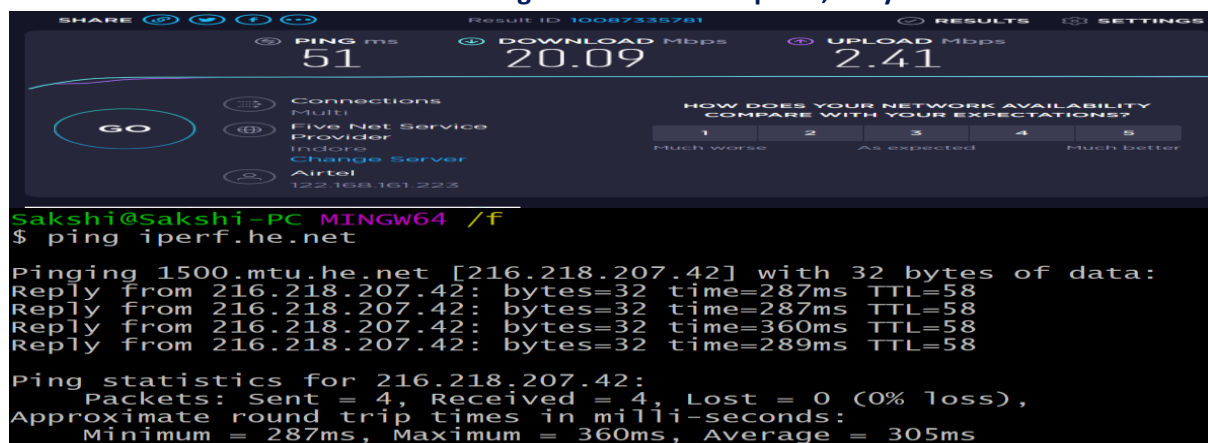 SHARE Result ID 10087335781 RESULTS SETTINGS
PING ms DOWNLOAD Mbps UPLOAD Mbps
51 20.09 2.41
Connections
Multi
HOW DOES YOUR NETWORK AVAILABILITY
COMPARE WITH YOUR EXPECTATIONS?
GO
Five Net Service
Provider
Indore
Change Server
1 2 3 4 5
Much worse As expected Much better
Airtel
122.168.161.223
Sakshi@Sakshi-PC MINGW64 /f
$ ping iperf.he.net
Pinging 1500.mtu.he.net [216.218.207.42] with 32 bytes of data:
Reply from 216.218.207.42: bytes=32 time=287ms TTL=58
Reply from 216.218.207.42: bytes=32 time=287ms TTL=58
Reply from 216.218.207.42: bytes=32 time=360ms TTL=58
Reply from 216.218.207.42: bytes=32 time=289ms TTL=58
Ping statistics for 216.218.207.42:
Packets: Sent = 4, Received = 4, Lost = 0 (0% loss),
Approximate round trip times in milli-seconds:
Minimum = 287ms, Maximum = 360ms, Average = 305ms